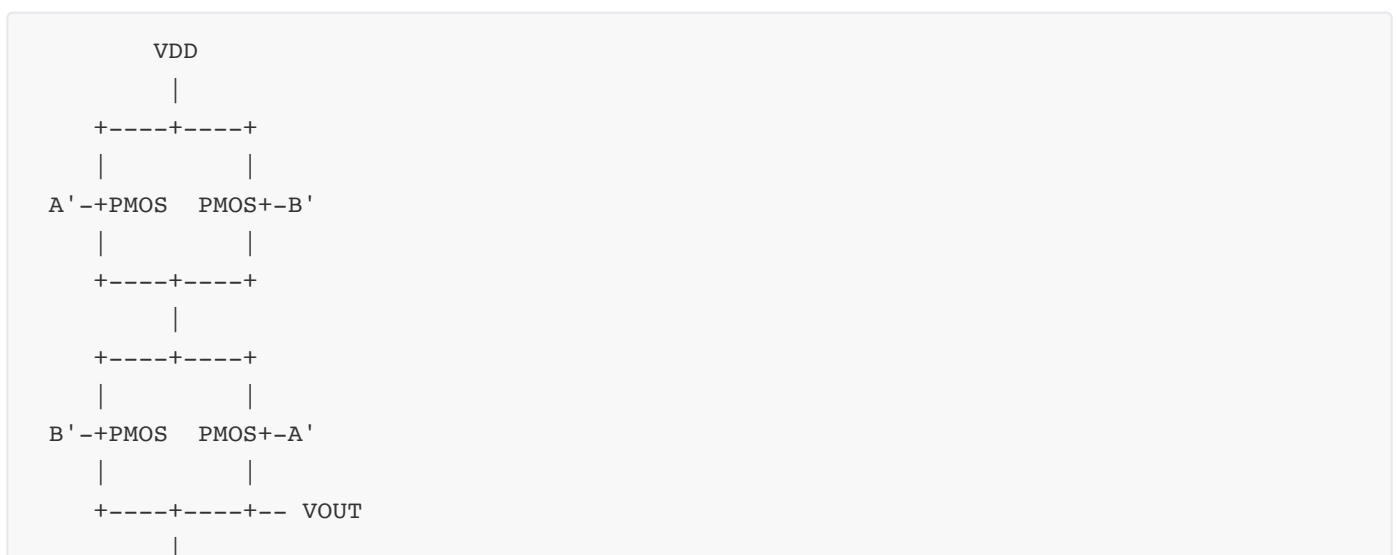 VDD
         |
    +----+----+
    |         |
 A'-+PMOS  PMOS+-B'
    |         |
    +----+----+
         |
    +----+----+
    |         |
 B'-+PMOS  PMOS+-A'
    |         |
    +----+----+-- VOUT
         |